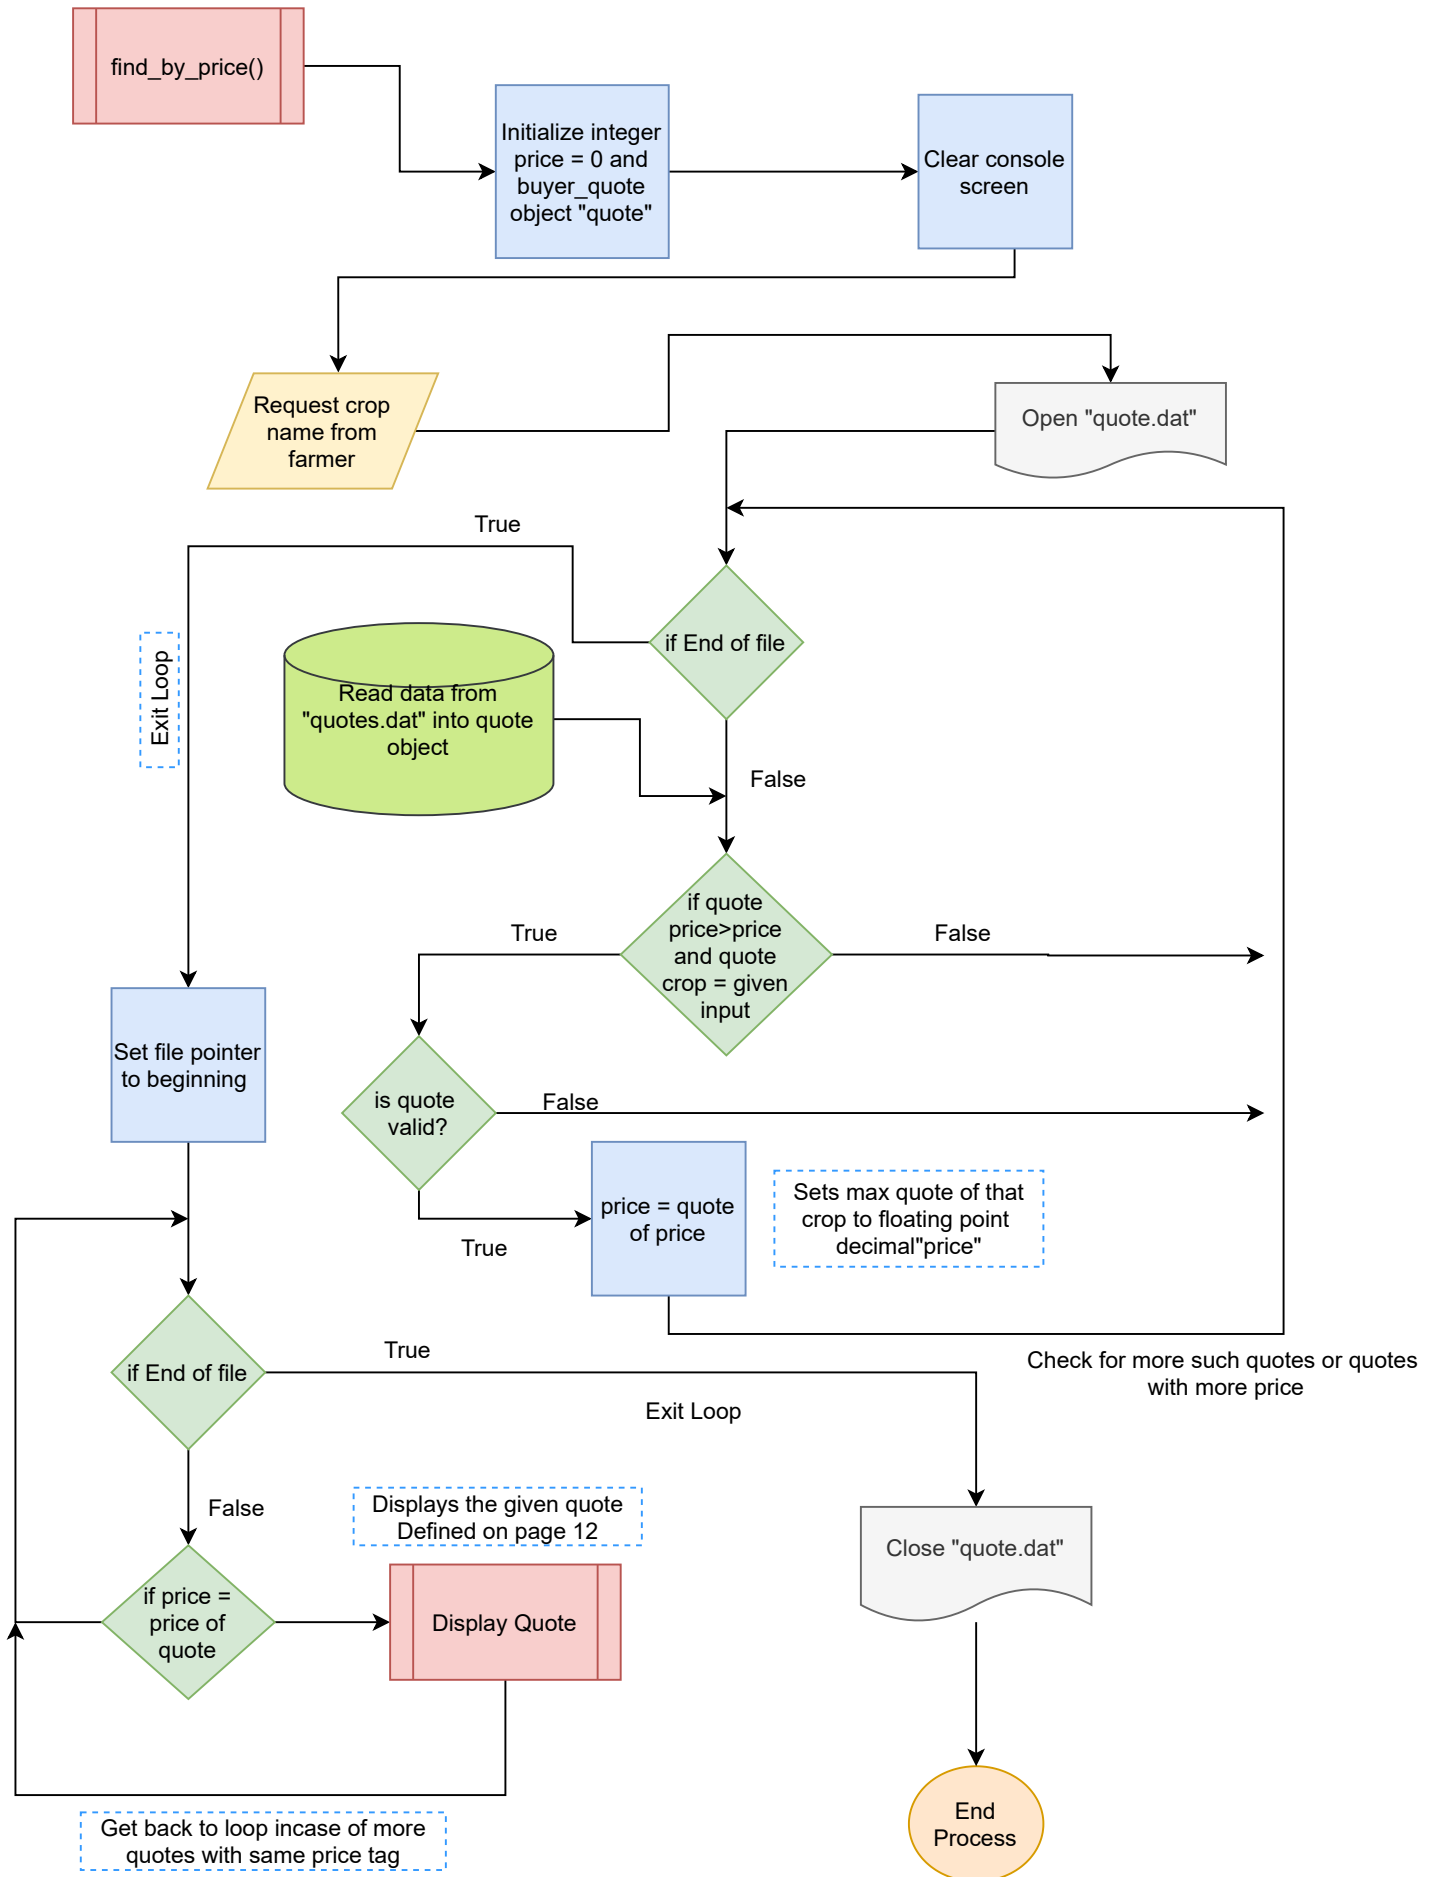 find_by_price()
Initialize integer
price = 0 and
buyer_quote
object "quote"
Clear console
screen
Request crop
name from
farmer
Open "quote.dat"
True
if End of file
Exit Loop
Read data from
"quotes.dat" into quote
object
False
if quote
price>price
and quote
crop = given
input
True
False
Set file pointer
to beginning
is quote
valid?
False
True
price = quote
of price
Sets max quote of that
crop to floating point
decimal"price"
if End of file
True
Exit Loop
Check for more such quotes or quotes
with more price
False
Displays the given quote
Defined on page 12
if price =
price of
quote
Display Quote
Close "quote.dat"
Get back to loop incase of more
quotes with same price tag
End
Process